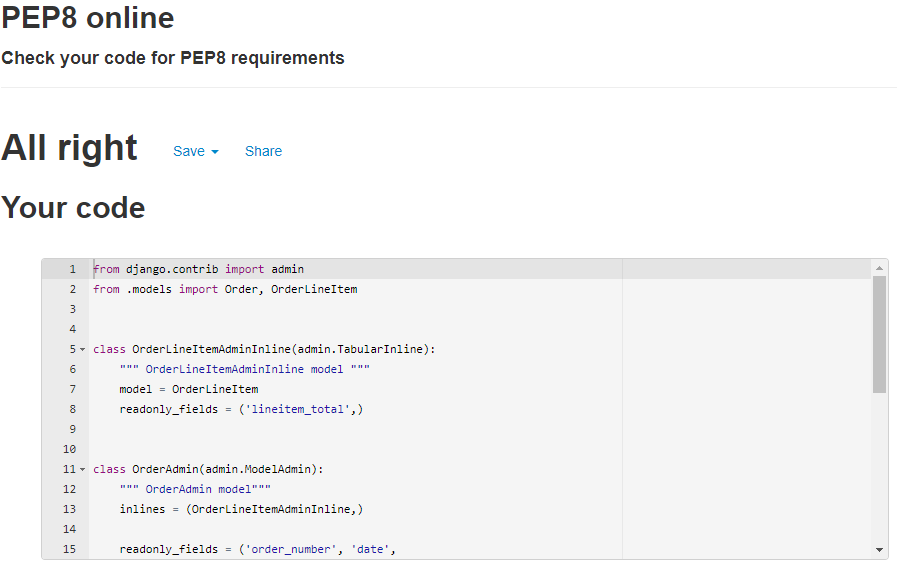 PEP8 online
Check your code for PEP8 requirements
All right Save Share
Your code
1 from django.contrib import admin
2 from .models import Order, OrderLineItem
3
4
5 class OrderLineItemAdminInline(admin.TabularInline):
6 """ OrderLineItemAdminInline model """
7 model = OrderLineItem
8 readonly_fields = ('lineitem_total',)
9
10
11 class OrderAdmin(admin.ModelAdmin):
12 """ OrderAdmin model"""
13 inlines = (OrderLineItemAdminInline,)
14
15 readonly_fields = ('order_number', 'date',